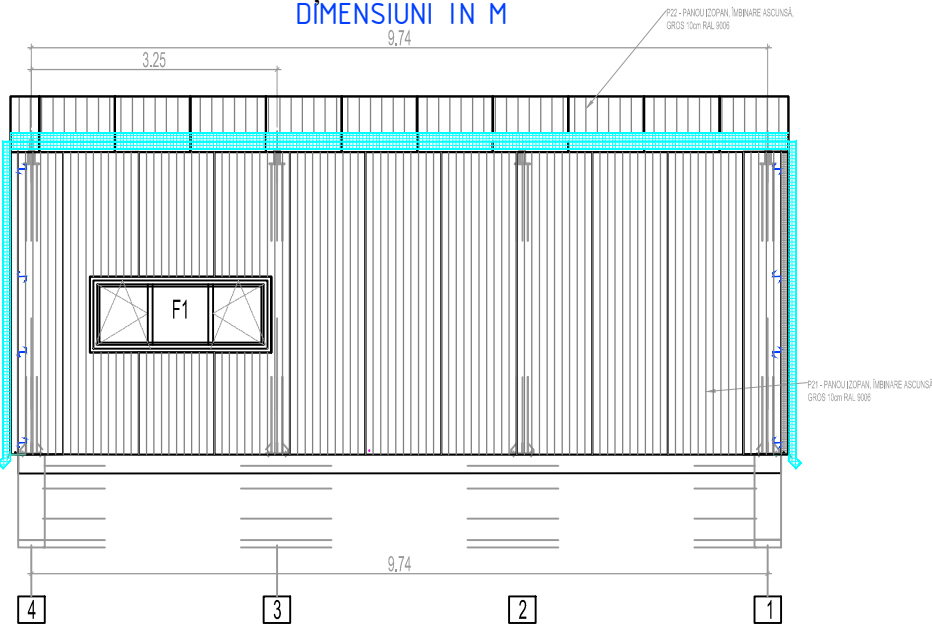 DIMENSIUNI IN M
P22 - PANOU IZOPAN, ÎMBINARE ASCUNSĂ,
GROS 10cm RAL 9006
9.74
3.25
F1
P21 - PANOU IZOPAN, ÎMBINARE ASCUNSĂ
GROS 10cm RAL 9006
9.74
4 3 2 1